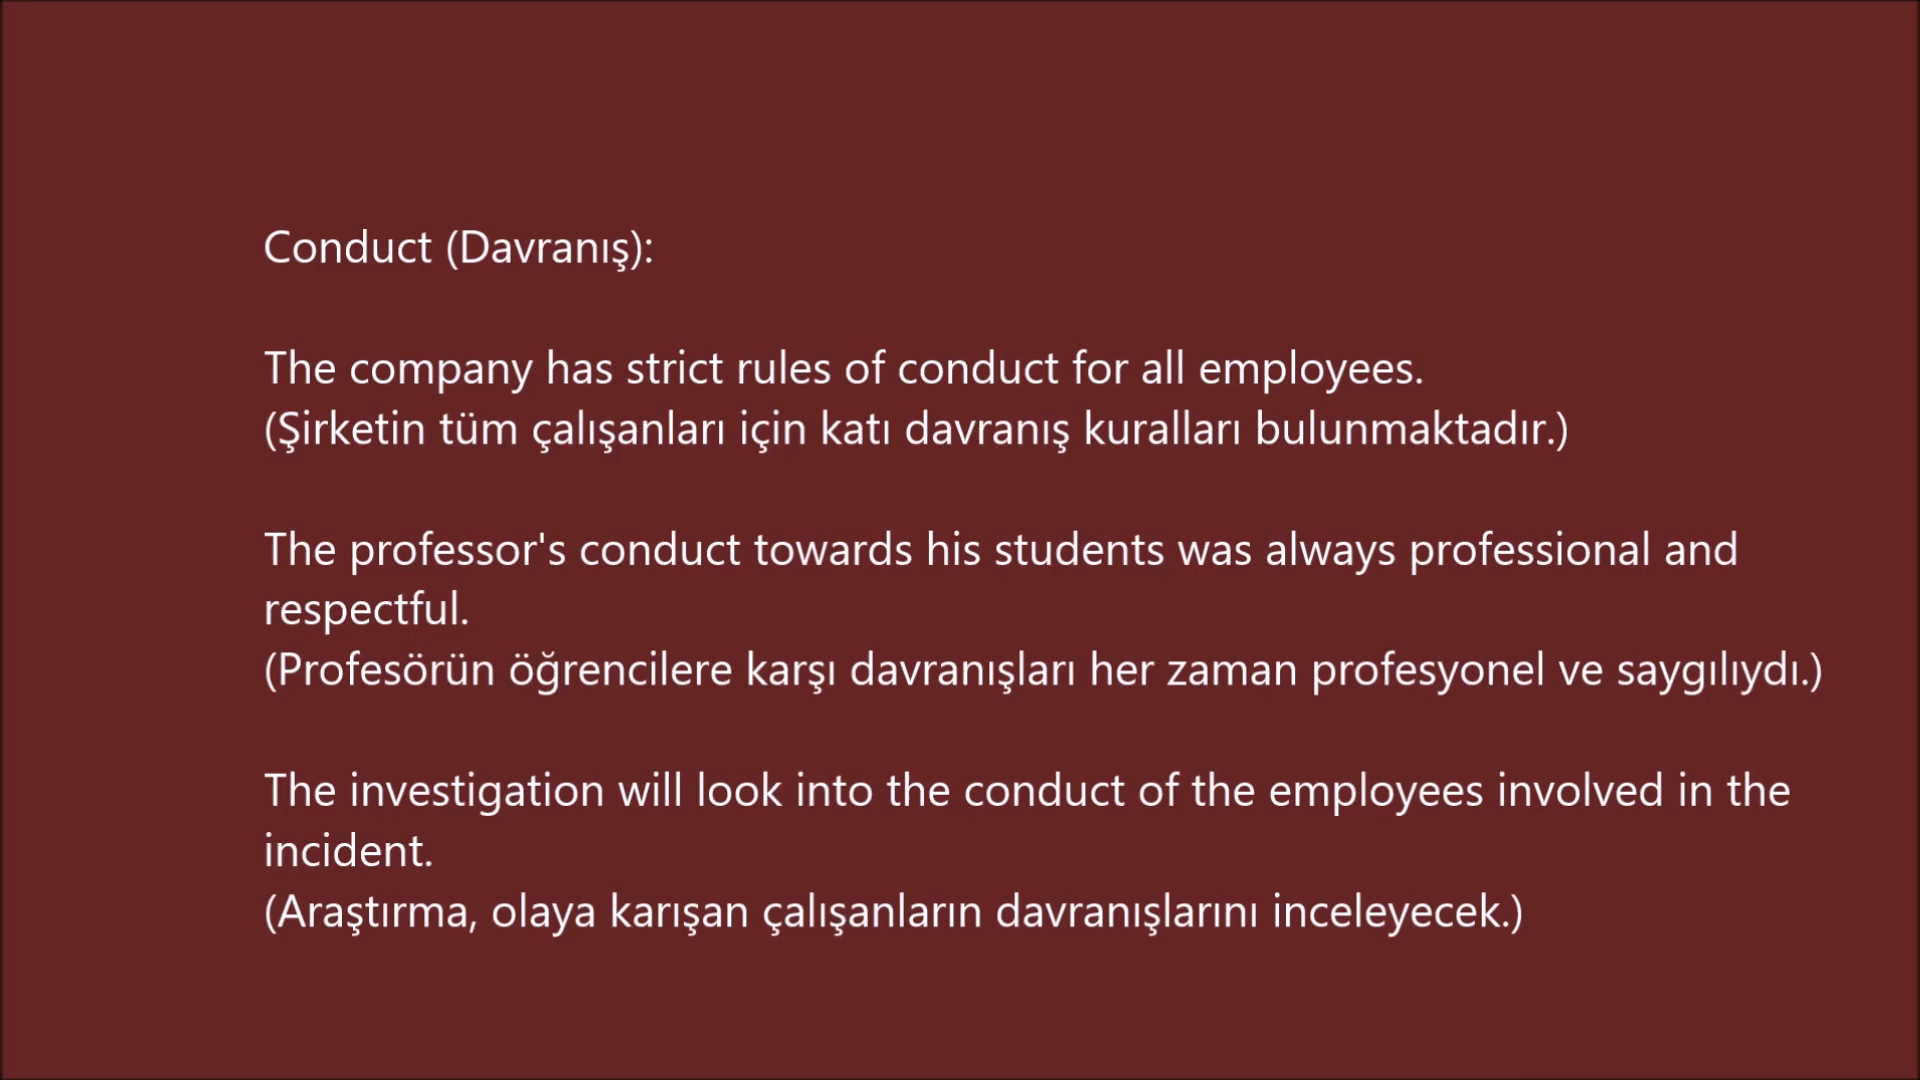 Conduct (Davranış):
The company has strict rules of conduct for all employees.
(Şirketin tüm çalışanları için katı davranış kuralları bulunmaktadır.)
The professor's conduct towards his students was always professional and
respectful.
(Profesörün öğrencilere karşı davranışları her zaman profesyonel ve saygılıydı.)
The investigation will look into the conduct of the employees involved in the
incident.
(Araştırma, olaya karışan çalışanların davranışlarını inceleyecek.)